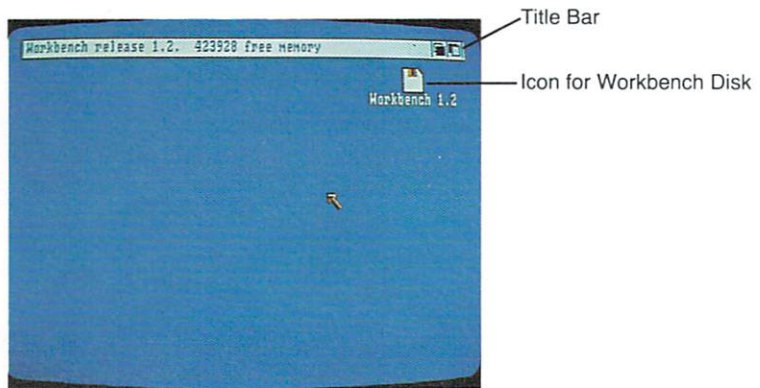 Title Bar
Workbench release 1.2. 423928 free memory
Icon for Workbench Disk
Workbench 1.2